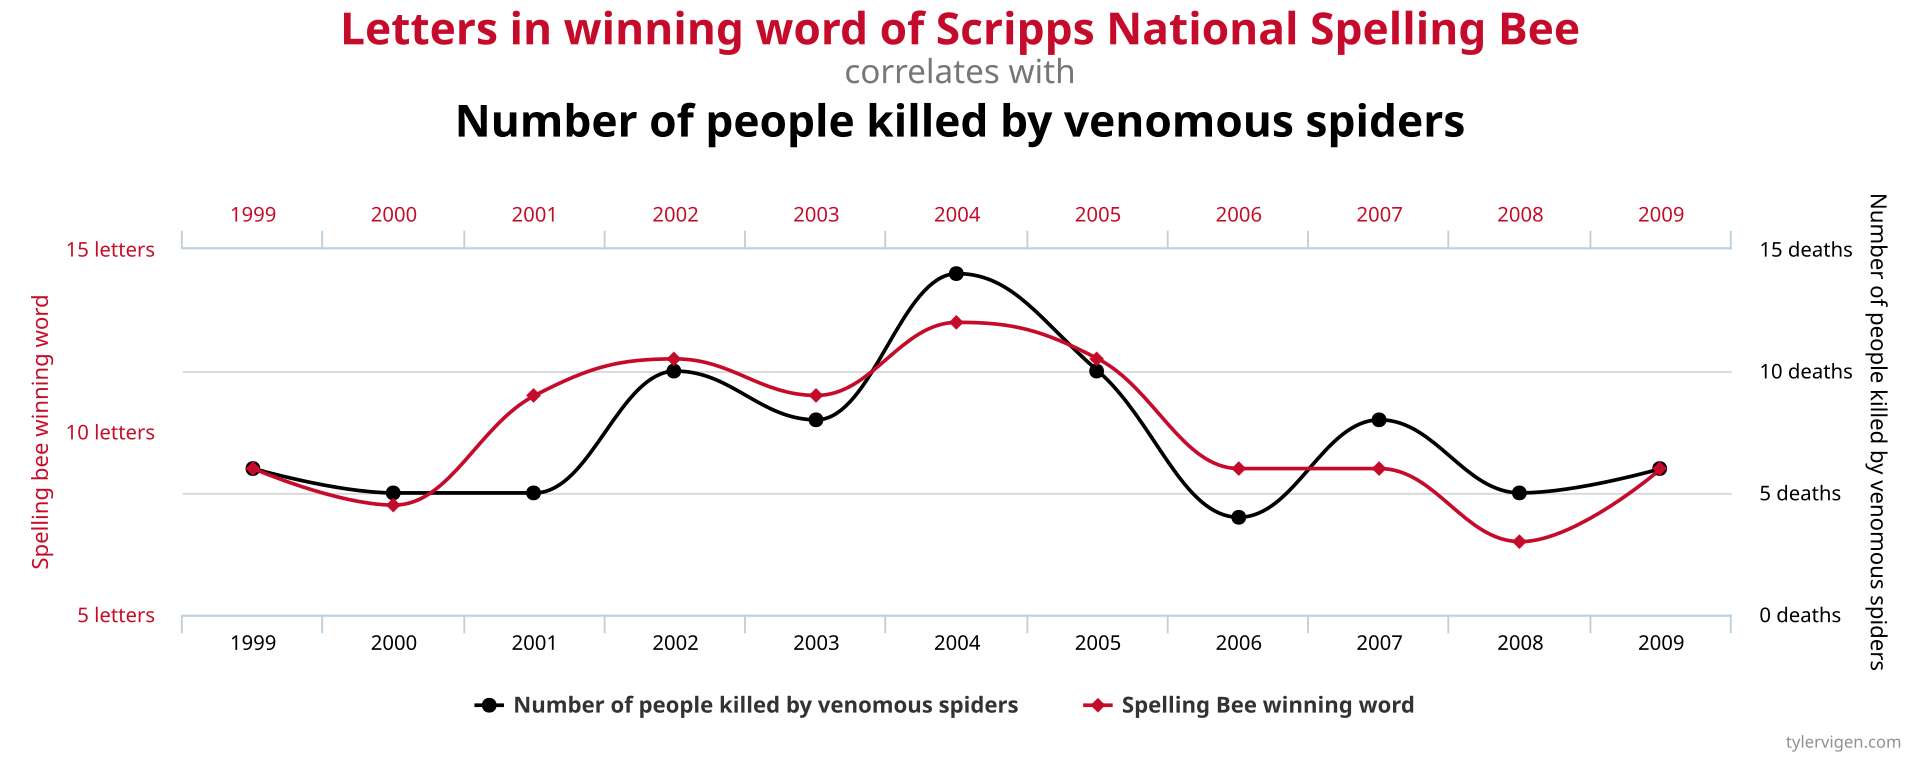 Letters in winning word of Scripps National Spelling Bee
correlates with
Number of people killed by venomous spiders
1999 2000 2001 2002 2003 2004 2005 2006 2007 2008 2009
15 letters
10 letters
5 letters
Spelling bee winning word
15 deaths
10 deaths
5 deaths
0 deaths
Number of people killed by venomous spiders
1999 2000 2001 2002 2003 2004 2005 2006 2007 2008 2009
Number of people killed by venomous spiders Spelling Bee winning word
tylervigen.com